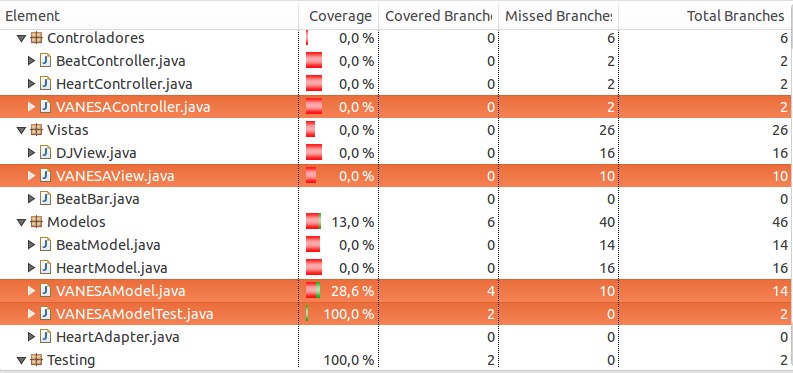 Element Coverage Covered Branche Missed Branches Total Branches
Controladores 0,0 % 0 6 6
BeatController.java 0,0 % 0 2 2
HeartController.java 0,0 % 0 2 2
VANESAController.java 0,0 % 0 2 2
Vistas 0,0 % 0 26 26
DJView.java 0,0 % 0 16 16
VANESAView.java 0,0 % 0 10 10
BeatBar.java 0 0 0
Modelos 13,0 % 6 40 46
BeatModel.java 0,0 % 0 14 14
HeartModel.java 0,0 % 0 16 16
VANESAModel.java 28,6 % 4 10 14
VANESAModelTest.java 100,0 % 2 0 2
HeartAdapter.java 0 0 0
Testing 100,0 % 2 0 2